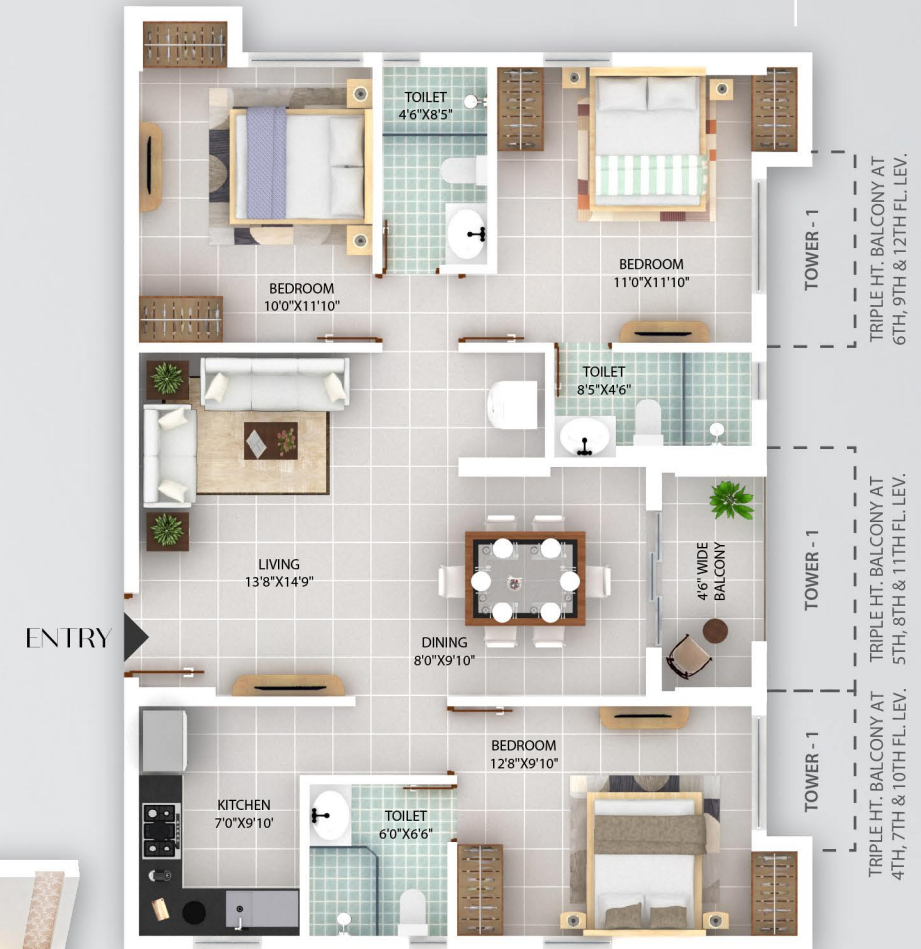 TOILET
4'6"X8'5"
BEDROOM
10'0"X11'10"
BEDROOM
11'0"X11'10"
TOWER - 1
TRIPLE HT. BALCONY AT
6TH, 9TH & 12TH FL. LEV.
TOILET
8'5"X4'6"
LIVING
13'8"X14'9"
4'6" WIDE
BALCONY
TOWER - 1
TRIPLE HT. BALCONY AT
5TH, 8TH & 11TH FL. LEV.
ENTRY
DINING
8'0"X9'10"
BEDROOM
12'8"X9'10"
KITCHEN
7'0"X9'10'
TOILET
6'0"X6'6"
TOWER - 1
TRIPLE HT. BALCONY AT
4TH, 7TH & 10TH FL. LEV.